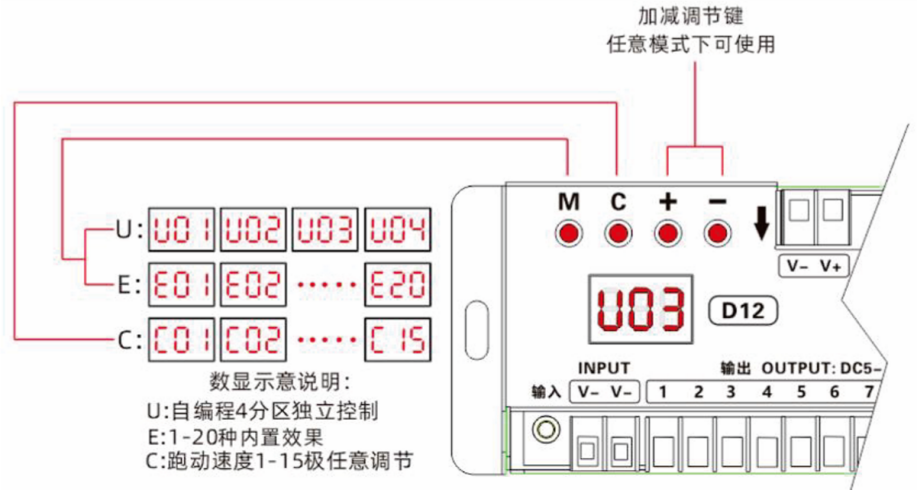 加减调节键
任意模式下可使用
M C + −
U: U01 U02 U03 U04
V- V+
E: E01 E02 ····· E20
U03 D12
C: C01 C02 ····· C15
INPUT 输出 OUTPUT: DC5-
输入 V- V- 1 2 3 4 5 6 7
数显示意说明:
U:自编程4分区独立控制
E:1-20种内置效果
C:跑动速度1-15极任意调节